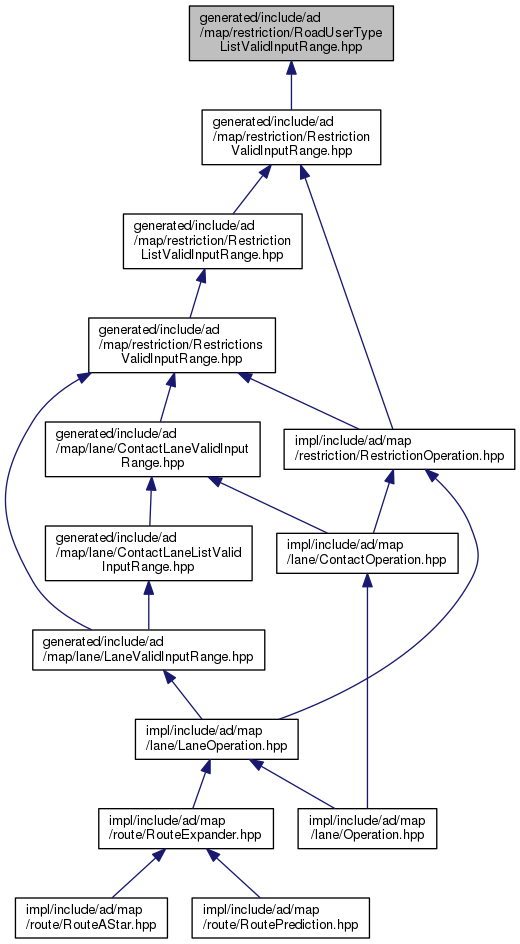 generated/include/ad
/map/restriction/RoadUserType
ListValidInputRange.hpp
generated/include/ad
/map/restriction/Restriction
ValidInputRange.hpp
generated/include/ad
/map/restriction/Restriction
ListValidInputRange.hpp
generated/include/ad
/map/restriction/Restrictions
ValidInputRange.hpp
generated/include/ad
/map/lane/ContactLaneValidInput
Range.hpp
impl/include/ad/map
/restriction/RestrictionOperation.hpp
generated/include/ad
/map/lane/ContactLaneListValid
InputRange.hpp
impl/include/ad/map
/lane/ContactOperation.hpp
generated/include/ad
/map/lane/LaneValidInputRange.hpp
impl/include/ad/map
/lane/LaneOperation.hpp
impl/include/ad/map
/route/RouteExpander.hpp
impl/include/ad/map
/lane/Operation.hpp
impl/include/ad/map
/route/RouteAStar.hpp
impl/include/ad/map
/route/RoutePrediction.hpp